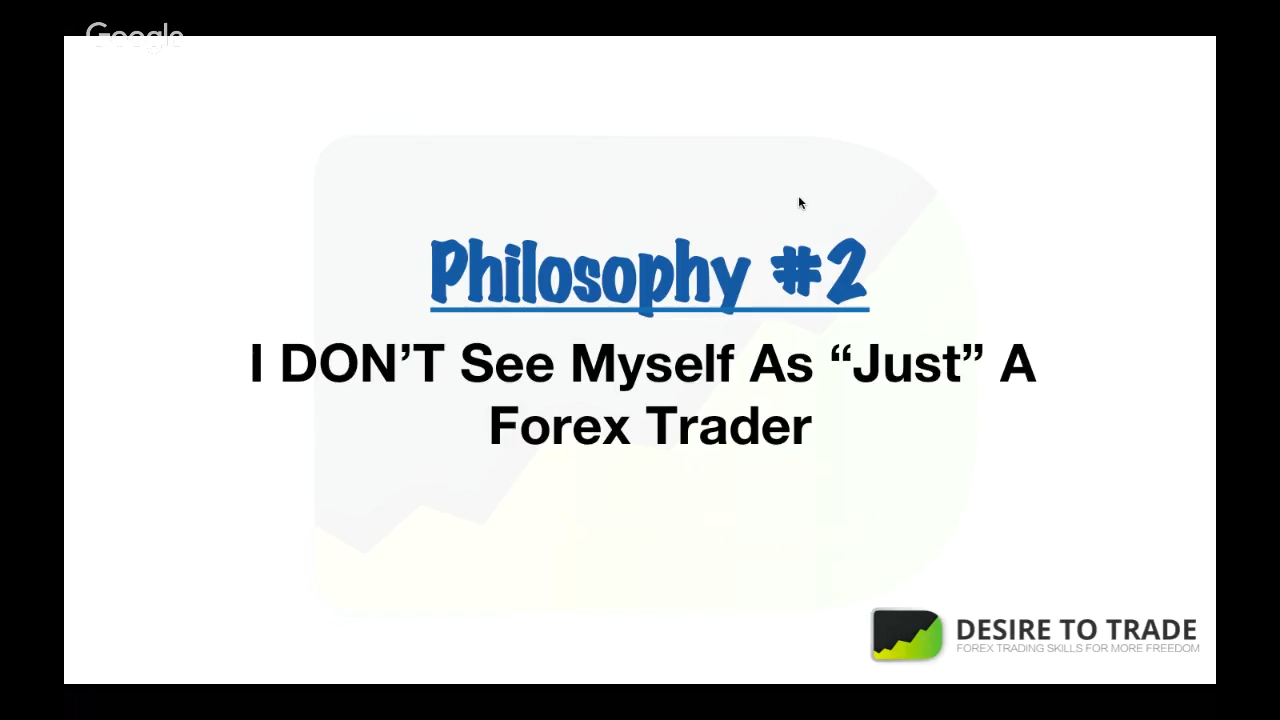 Google
Philosophy #2
I DON’T See Myself As “Just” A
Forex Trader
DESIRE TO TRADE
FOREX TRADING SKILLS FOR MORE FREEDOM